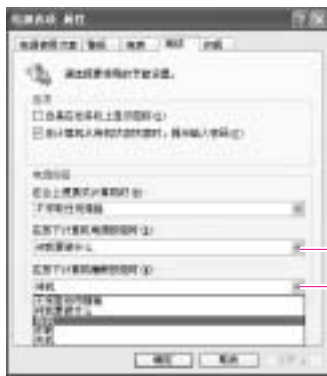 电源选项 属性
电源使用方案 警报 电源 高级 休眠
选择要使用的节能设置。
选项
总是在任务栏上显示图标(L)
在计算机从待机状态恢复时，提示输入密码(P)
电源按钮
在合上便携式计算机时(W):
不采取任何措施
在按下计算机电源按钮时(E):
问我要做什么
在按下计算机睡眠按钮时(R):
待机
不采取任何措施
问我要做什么
待机
休眠
关机
确定 取消